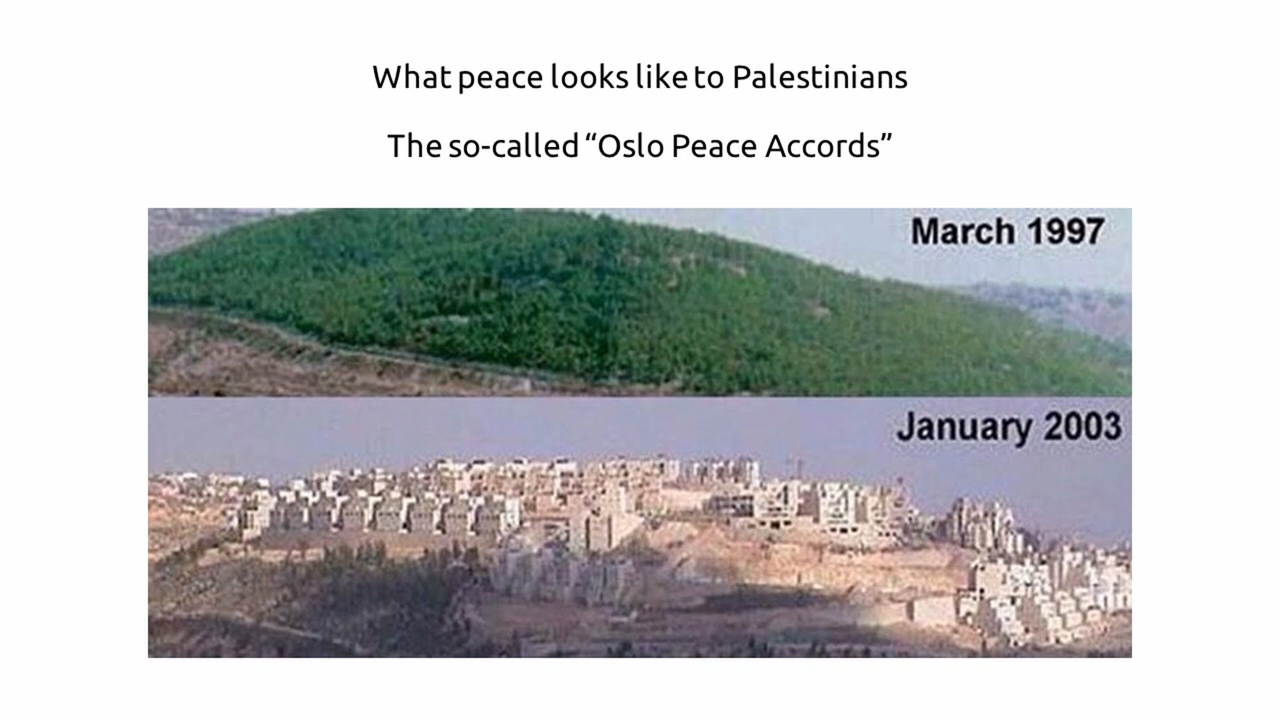 What peace looks like to Palestinians
The so-called “Oslo Peace Accords”
March 1997
January 2003